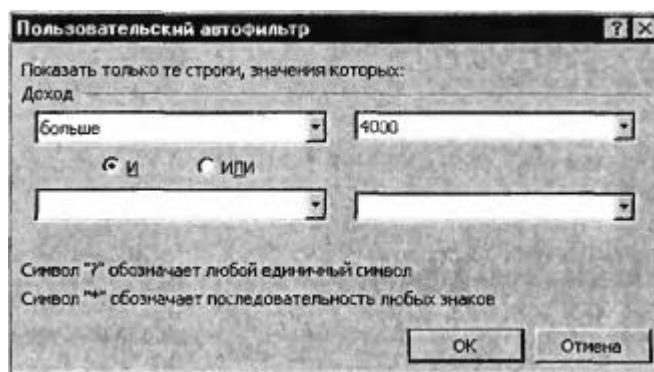 Пользовательский автофильтр
Показать только те строки, значения которых:
Доход
больше 4000
И ИЛИ
Символ "?" обозначает любой единичный символ
Символ "*" обозначает последовательность любых знаков
ОК Отмена